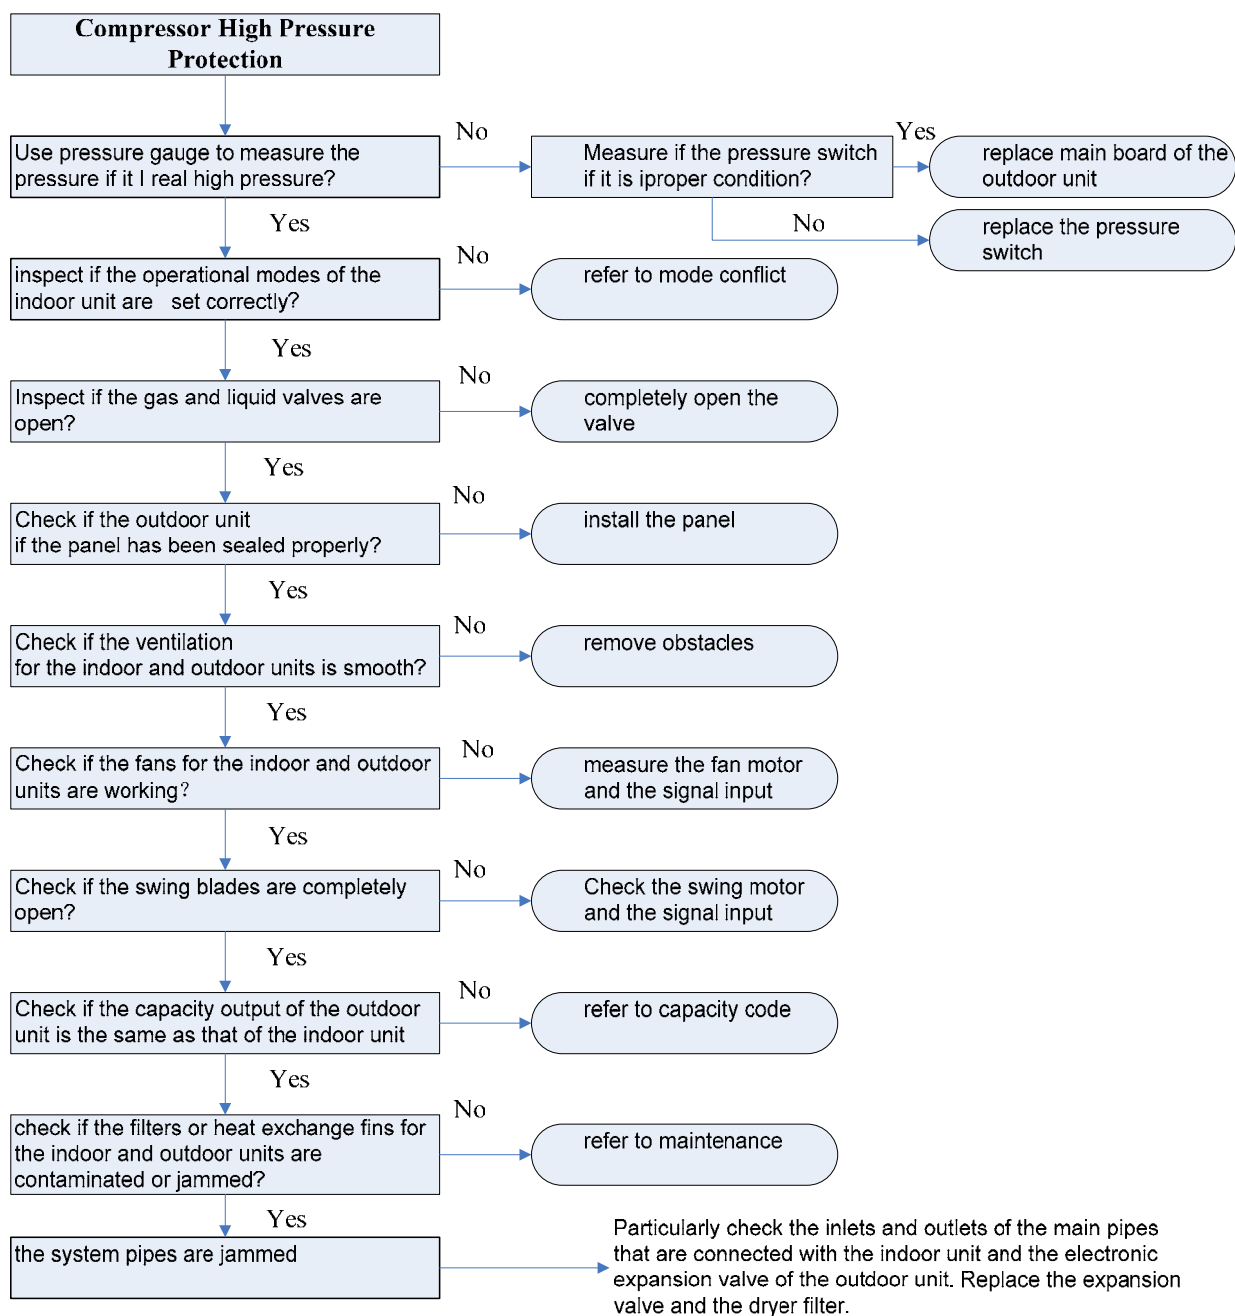 Compressor High Pressure
Protection
No
Yes
Use pressure gauge to measure the
pressure if it I real high pressure?
Measure if the pressure switch
if it is iproper condition?
replace main board of the
outdoor unit
Yes
No
replace the pressure
switch
No
inspect if the operational modes of the
indoor unit are set correctly?
refer to mode conflict
Yes
No
Inspect if the gas and liquid valves are
open?
completely open the
valve
Yes
No
Check if the outdoor unit
if the panel has been sealed properly?
install the panel
Yes
No
Check if the ventilation
for the indoor and outdoor units is smooth?
remove obstacles
Yes
No
Check if the fans for the indoor and outdoor
units are working?
measure the fan motor
and the signal input
Yes
No
Check if the swing blades are completely
open?
Check the swing motor
and the signal input
Yes
No
Check if the capacity output of the outdoor
unit is the same as that of the indoor unit
refer to capacity code
Yes
No
check if the filters or heat exchange fins for
the indoor and outdoor units are
contaminated or jammed?
refer to maintenance
Yes
the system pipes are jammed
Particularly check the inlets and outlets of the main pipes
that are connected with the indoor unit and the electronic
expansion valve of the outdoor unit. Replace the expansion
valve and the dryer filter.